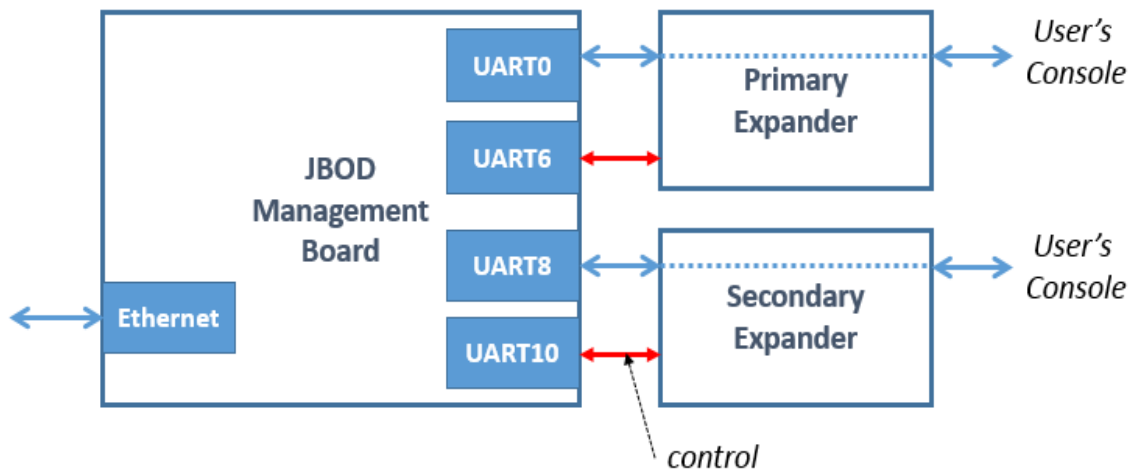 UART0
UART6
UART8
UART10
JBOD
Management
Board
Ethernet
Primary
Expander
User's
Console
Secondary
Expander
User's
Console
control